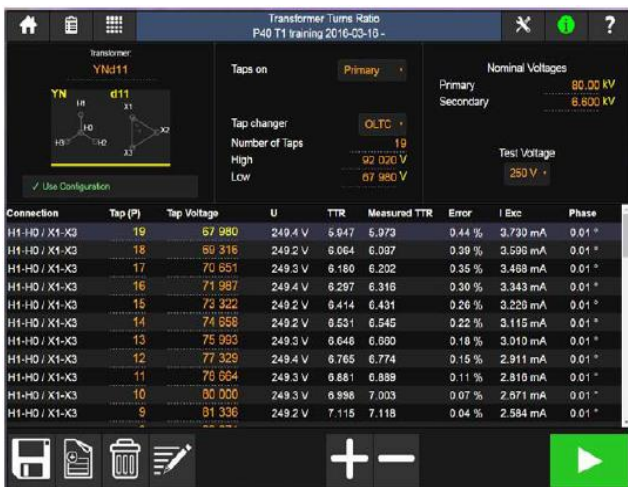 Transformer Turns Ratio
P40 T1 training 2016-03-16 -
i
?
Transformer:
YNd11
YN d11
H1 X1
H0 X2
H3 H2
X3
✓ Use Configuration
Taps on Primary
Tap changer OLTC
Number of Taps 19
High 92 020 V
Low 67 980 V
Nominal Voltages
Primary 80.00 kV
Secondary 6.600 kV
Test Voltage
250 V
Connection Tap (P) Tap Voltage U TTR Measured TTR Error I Exc Phase
H1-H0 / X1-X3 19 67 980 249.4 V 5.947 5.973 0.44 % 3.730 mA 0.01 °
H1-H0 / X1-X3 18 69 316 249.2 V 6.064 6.087 0.39 % 3.596 mA 0.01 °
H1-H0 / X1-X3 17 70 651 249.3 V 6.180 6.202 0.35 % 3.468 mA 0.01 °
H1-H0 / X1-X3 16 71 987 249.4 V 6.297 6.316 0.30 % 3.343 mA 0.01 °
H1-H0 / X1-X3 15 73 322 249.2 V 6.414 6.431 0.26 % 3.226 mA 0.01 °
H1-H0 / X1-X3 14 74 658 249.2 V 6.531 6.545 0.22 % 3.115 mA 0.01 °
H1-H0 / X1-X3 13 75 993 249.3 V 6.648 6.660 0.18 % 3.010 mA 0.01 °
H1-H0 / X1-X3 12 77 329 249.4 V 6.765 6.774 0.15 % 2.911 mA 0.01 °
H1-H0 / X1-X3 11 78 664 249.3 V 6.881 6.889 0.11 % 2.816 mA 0.01 °
H1-H0 / X1-X3 10 80 000 249.3 V 6.998 7.003 0.07 % 2.671 mA 0.01 °
H1-H0 / X1-X3 9 81 336 249.2 V 7.115 7.118 0.04 % 2.584 mA 0.01 °